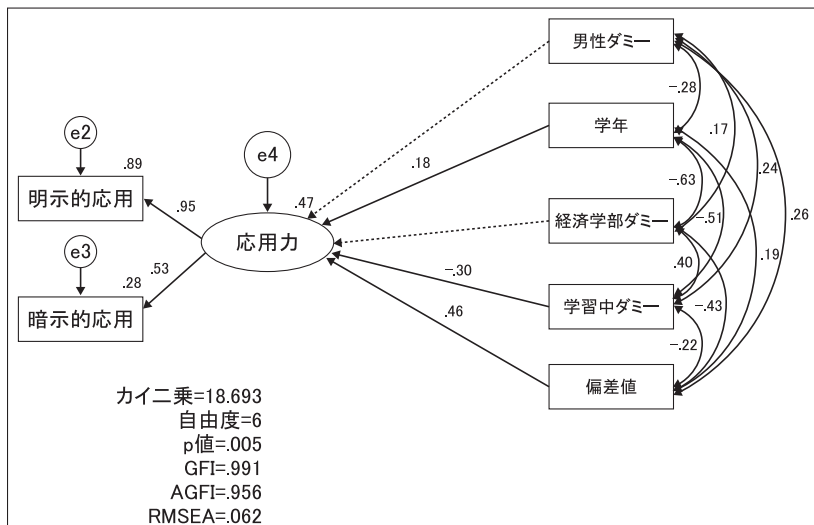 男性ダミー
-.28
e2
.89
明示的応用
.95
e3
.53
.28
暗示的応用
e4
.47
応用力
.18
学年
.17
-.63
.24
経済学部ダミー
-.51
.26
.40
.19
-.30
学習中ダミー
-.43
.46
-.22
偏差値
カイ二乗=18.693
自由度=6
p値=.005
GFI=.991
AGFI=.956
RMSEA=.062